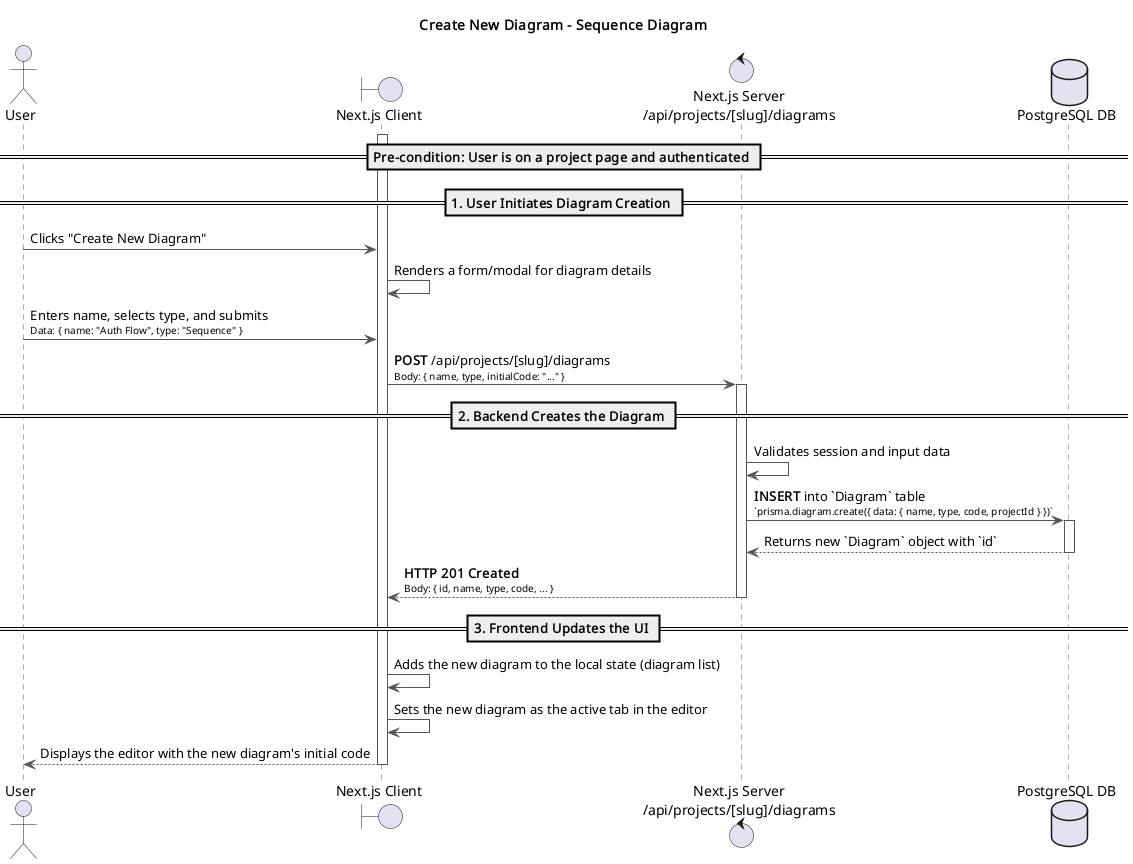 Create New Diagram - Sequence Diagram
User
Next.js Client
Next.js Server
/api/projects/[slug]/diagrams
PostgreSQL DB
Pre-condition: User is on a project page and authenticated
1. User Initiates Diagram Creation
Clicks "Create New Diagram"
Renders a form/modal for diagram details
Enters name, selects type, and submits
Data: { name: "Auth Flow", type: "Sequence" }
POST /api/projects/[slug]/diagrams
Body: { name, type, initialCode: "..." }
2. Backend Creates the Diagram
Validates session and input data
INSERT into `Diagram` table
`prisma.diagram.create({ data: { name, type, code, projectId } })`
Returns new `Diagram` object with `id`
HTTP 201 Created
Body: { id, name, type, code, ... }
3. Frontend Updates the UI
Adds the new diagram to the local state (diagram list)
Sets the new diagram as the active tab in the editor
Displays the editor with the new diagram's initial code
User
Next.js Client
Next.js Server
/api/projects/[slug]/diagrams
PostgreSQL DB